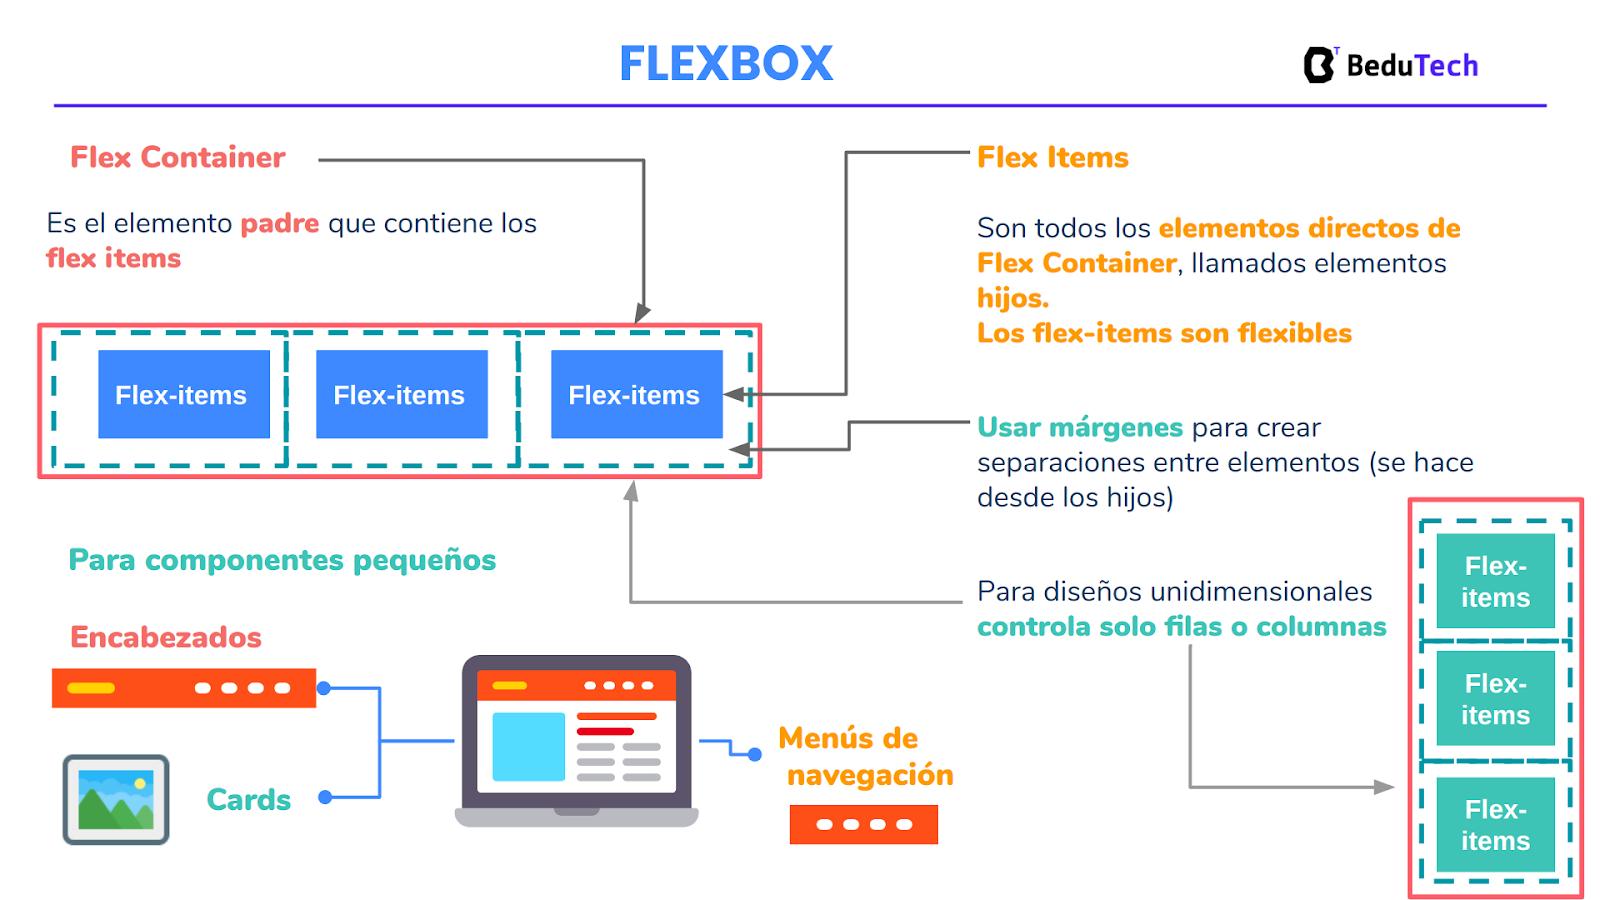 FLEXBOX
BeduTech
Flex Container
Es el elemento padre que contiene los
flex items
Flex Items
Son todos los elementos directos de
Flex Container, llamados elementos
hijos.
Los flex-items son flexibles
Flex-items
Flex-items
Flex-items
Usar márgenes para crear
separaciones entre elementos (se hace
desde los hijos)
Para diseños unidimensionales
controla solo filas o columnas
Flex-
items
Flex-
items
Flex-
items
Para componentes pequeños
Encabezados
Cards
Menús de
navegación